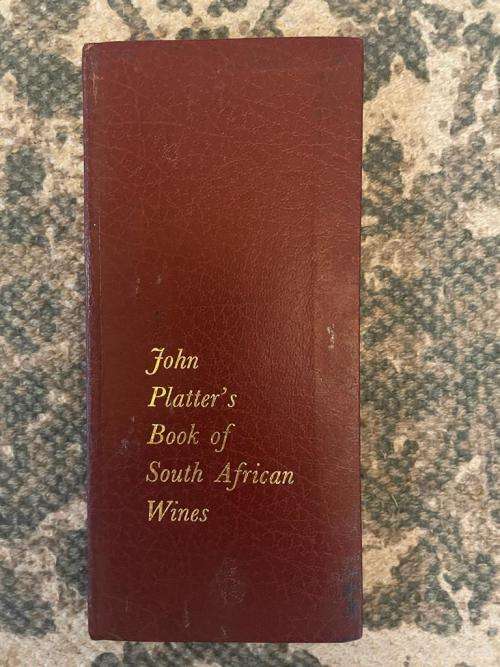 John
Platter's
Book of
South African
Wines